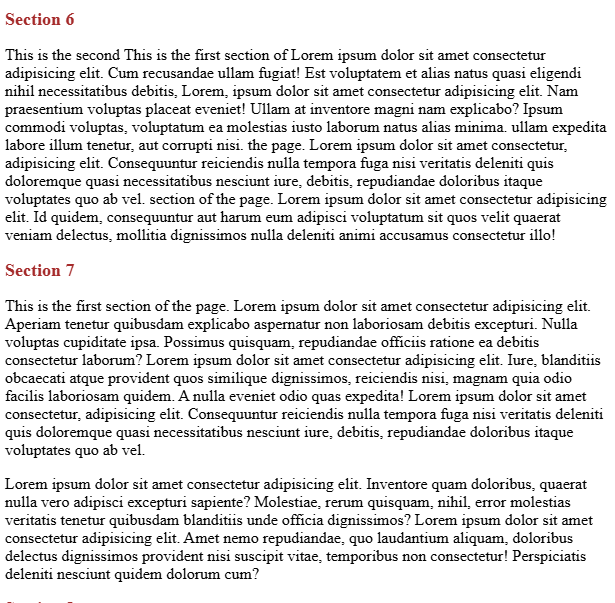 Section 6
This is the second This is the first section of Lorem ipsum dolor sit amet consectetur
adipisicing elit. Cum recusandae ullam fugiat! Est voluptatem et alias natus quasi eligendi
nihil necessitatibus debitis, Lorem, ipsum dolor sit amet consectetur adipisicing elit. Nam
praesentium voluptas placeat eveniet! Ullam at inventore magni nam explicabo? Ipsum
commodi voluptas, voluptatum ea molestias iusto laborum natus alias minima. ullam expedita
labore illum tenetur, aut corrupti nisi. the page. Lorem ipsum dolor sit amet consectetur,
adipisicing elit. Consequuntur reiciendis nulla tempora fuga nisi veritatis deleniti quis
doloremque quasi necessitatibus nesciunt iure, debitis, repudiandae doloribus itaque
voluptates quo ab vel. section of the page. Lorem ipsum dolor sit amet consectetur adipisicing
elit. Id quidem, consequuntur aut harum eum adipisci voluptatum sit quos velit quaerat
veniam delectus, mollitia dignissimos nulla deleniti animi accusamus consectetur illo!
Section 7
This is the first section of the page. Lorem ipsum dolor sit amet consectetur adipisicing elit.
Aperiam tenetur quibusdam explicabo aspernatur non laboriosam debitis excepturi. Nulla
voluptas cupiditate ipsa. Possimus quisquam, repudiandae officiis ratione ea debitis
consectetur laborum? Lorem ipsum dolor sit amet consectetur adipisicing elit. Iure, blanditiis
obcaecati atque provident quos similique dignissimos, reiciendis nisi, magnam quia odio
facilis laboriosam quidem. A nulla eveniet odio quas expedita! Lorem ipsum dolor sit amet
consectetur, adipisicing elit. Consequuntur reiciendis nulla tempora fuga nisi veritatis deleniti
quis doloremque quasi necessitatibus nesciunt iure, debitis, repudiandae doloribus itaque
voluptates quo ab vel.
Lorem ipsum dolor sit amet consectetur adipisicing elit. Inventore quam doloribus, quaerat
nulla vero adipisci excepturi sapiente? Molestiae, rerum quisquam, nihil, error molestias
veritatis tenetur quibusdam blanditiis unde officia dignissimos? Lorem ipsum dolor sit amet
consectetur adipisicing elit. Amet nemo repudiandae, quo laudantium aliquam, doloribus
delectus dignissimos provident nisi suscipit vitae, temporibus non consectetur! Perspiciatis
deleniti nesciunt quidem dolorum cum?